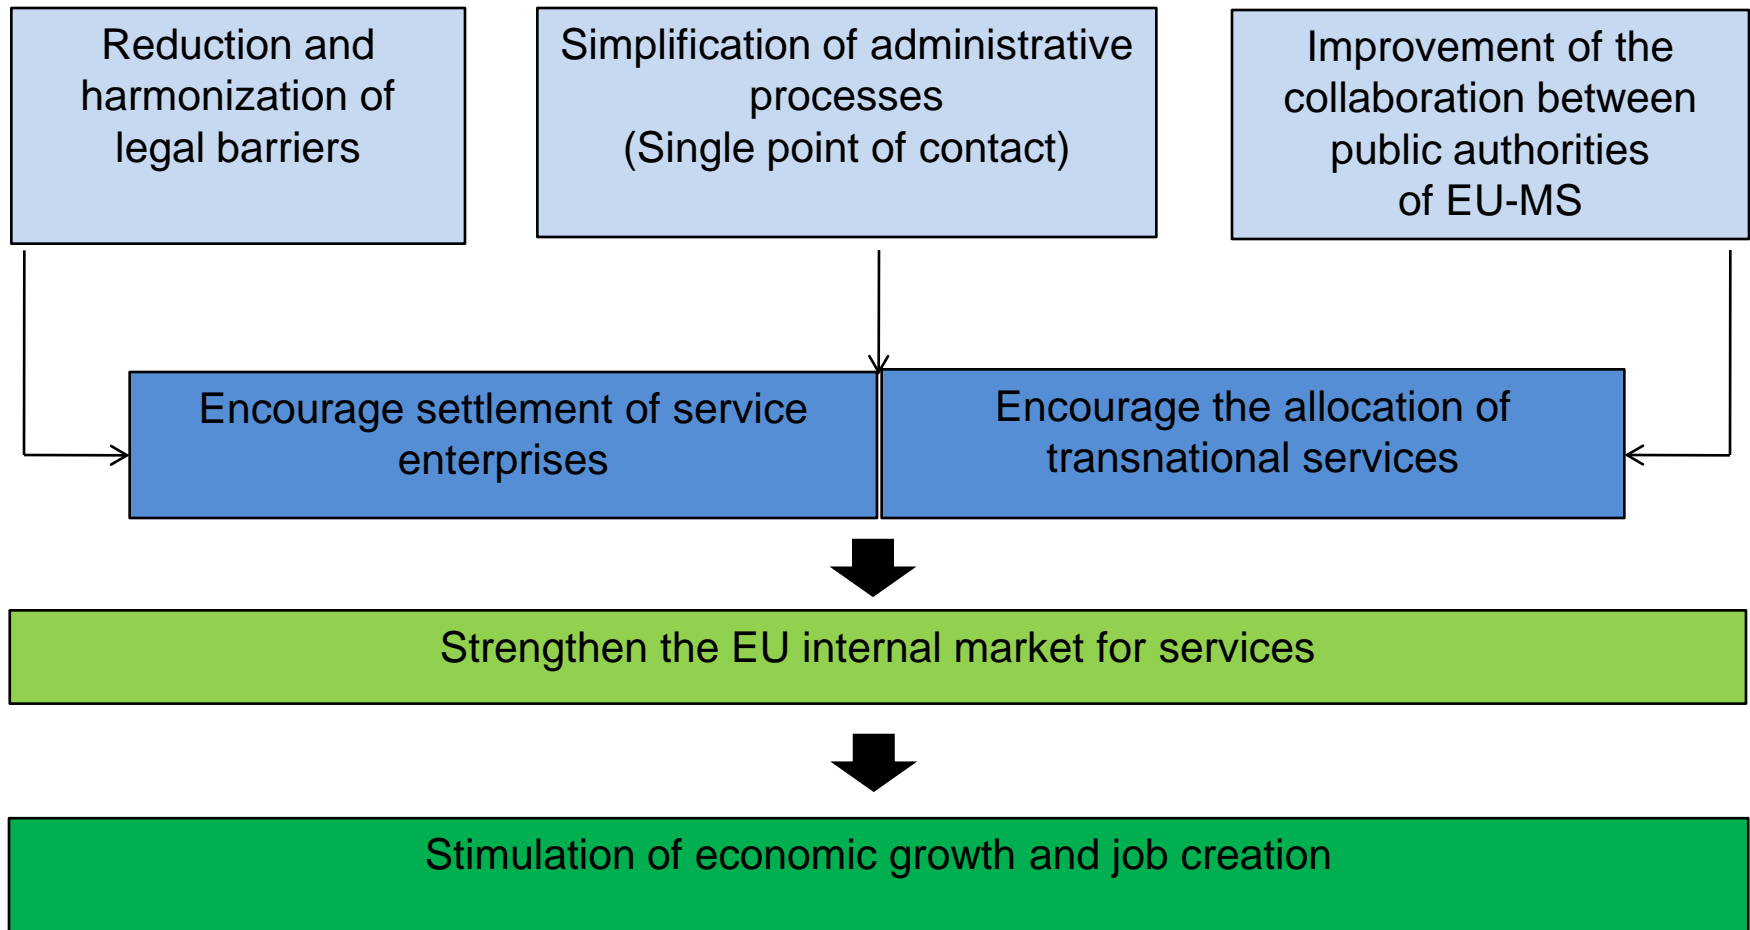 Reduction and
harmonization of
legal barriers
Simplification of administrative
processes
(Single point of contact)
Improvement of the
collaboration between
public authorities
of EU-MS
Encourage settlement of service
enterprises
Encourage the allocation of
transnational services
Strengthen the EU internal market for services
Stimulation of economic growth and job creation